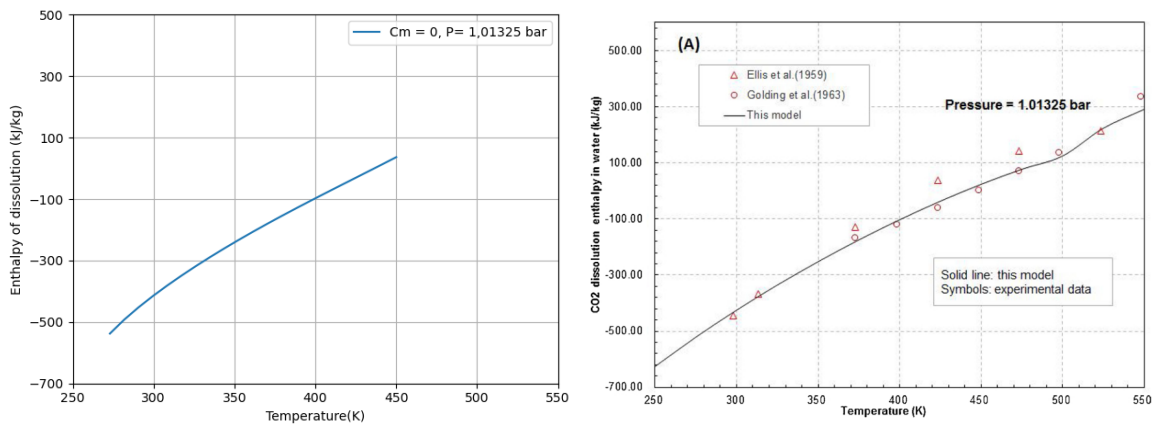 500
300
100
−100
−300
−500
−700
250
300
350
400
450
500
550
Enthalpy of dissolution (kJ/kg)
Temperature(K)
Cm = 0, P= 1,01325 bar
(A)
500.00
300.00
100.00
-100.00
-300.00
-500.00
-700.00
250
300
350
400
450
500
550
CO2 dissolution enthalpy in water (kJ/kg)
Temperature (K)
Ellis et al.(1959)
Golding et al.(1963)
This model
Pressure = 1.01325 bar
Solid line: this model
Symbols: experimental data